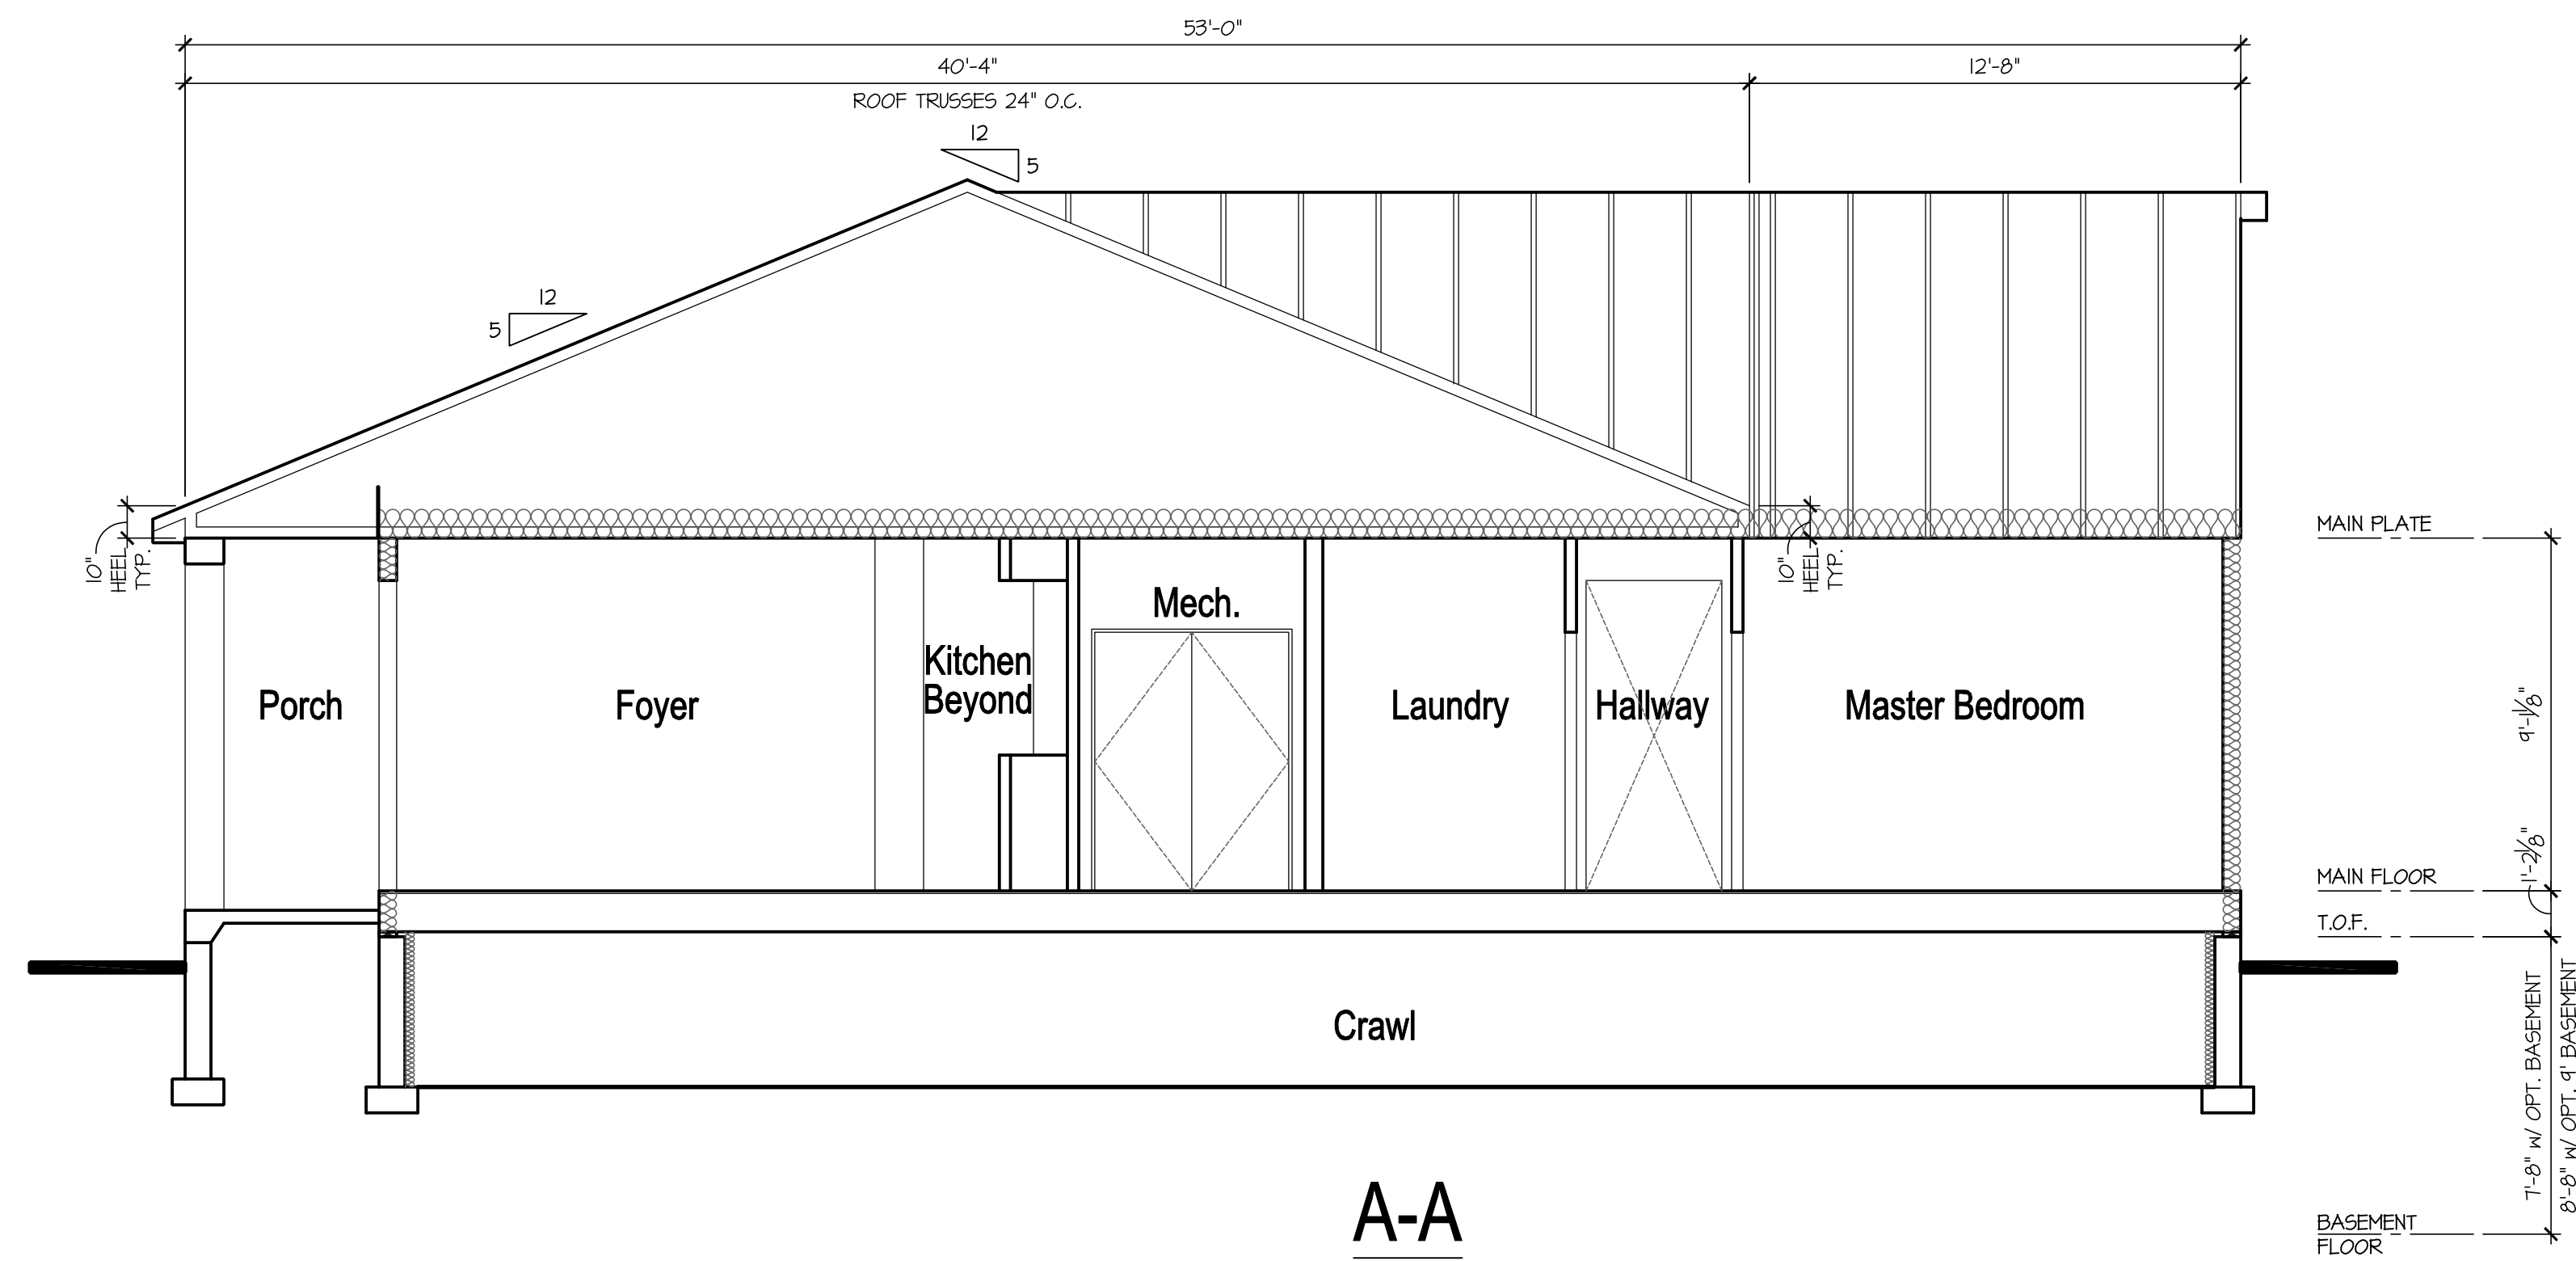 53'-0"
40'-4"
12'-8"
ROOF TRUSSES 24" O.C.
12
5
12
5
10"
HEEL
TYP.
10"
HEEL
TYP.
MAIN PLATE
Mech.
Kitchen
Beyond
Porch
Foyer
Laundry
Hallway
Master Bedroom
9'-1/8"
1'-2/8"
MAIN FLOOR
T.O.F.
Crawl
7'-8" W/ OPT. BASEMENT
8'-8" W/ OPT. 9' BASEMENT
A-A
BASEMENT
FLOOR